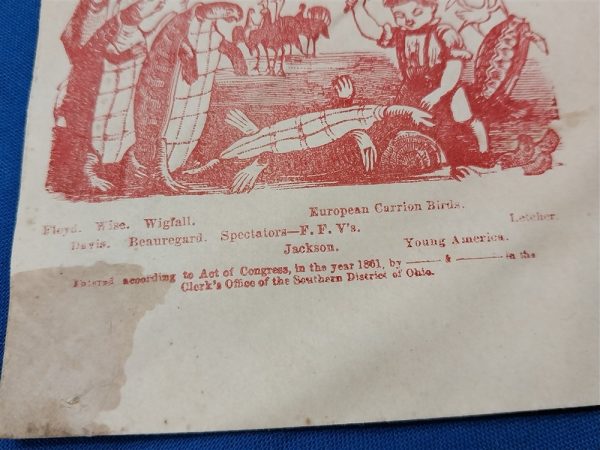 Floyd. Wise. Wigfall. European Carrion Birds.
Davis. Beauregard. Spectators—F. F. V's. Letcher.
Jackson. Young America.
Entered according to Act of Congress, in the year 1861, by ——— & ——— in the
Clerk's Office of the Southern District of Ohio.